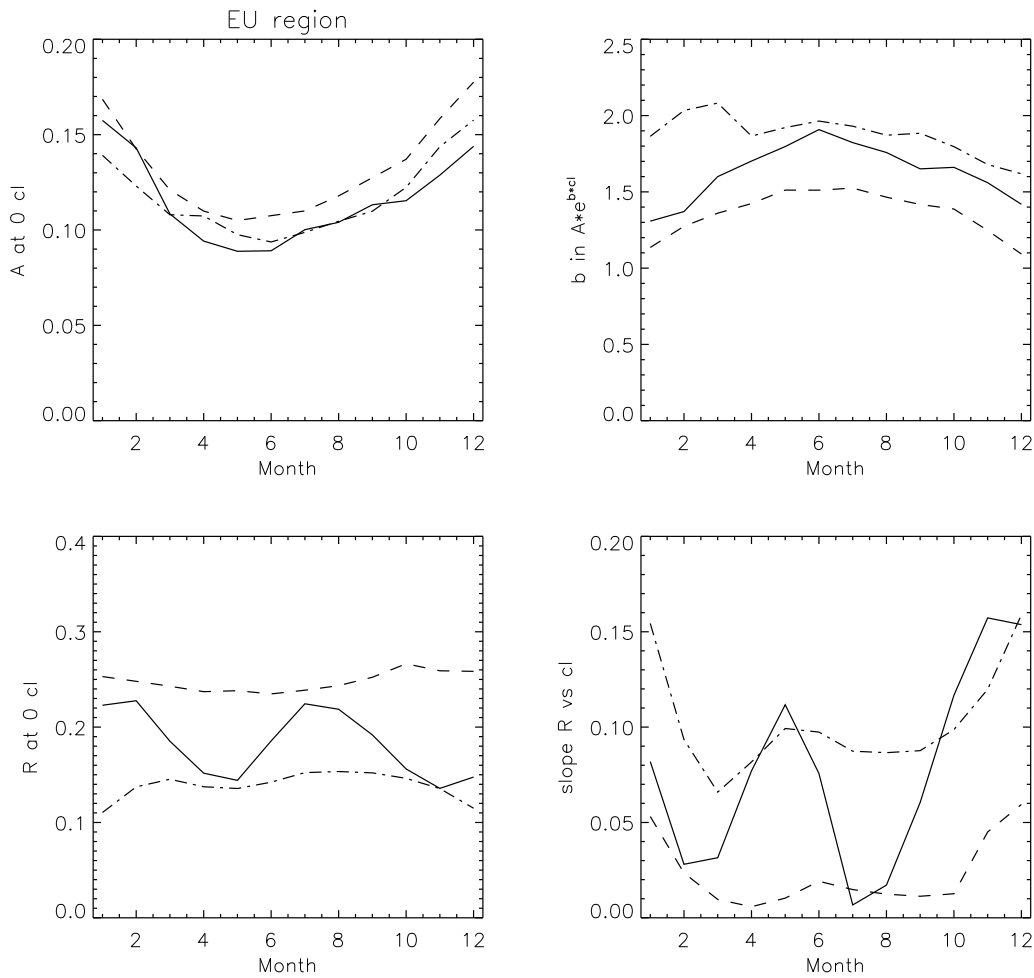 EU region
0.20
0.15
0.10
0.05
0.00
A at 0 cl
2 4 6 8 10 12
Month
2.5
2.0
1.5
1.0
0.5
0.0
b in A*e^b*cl
2 4 6 8 10 12
Month
0.4
0.3
0.2
0.1
0.0
R at 0 cl
2 4 6 8 10 12
Month
0.20
0.15
0.10
0.05
0.00
slope R vs cl
2 4 6 8 10 12
Month